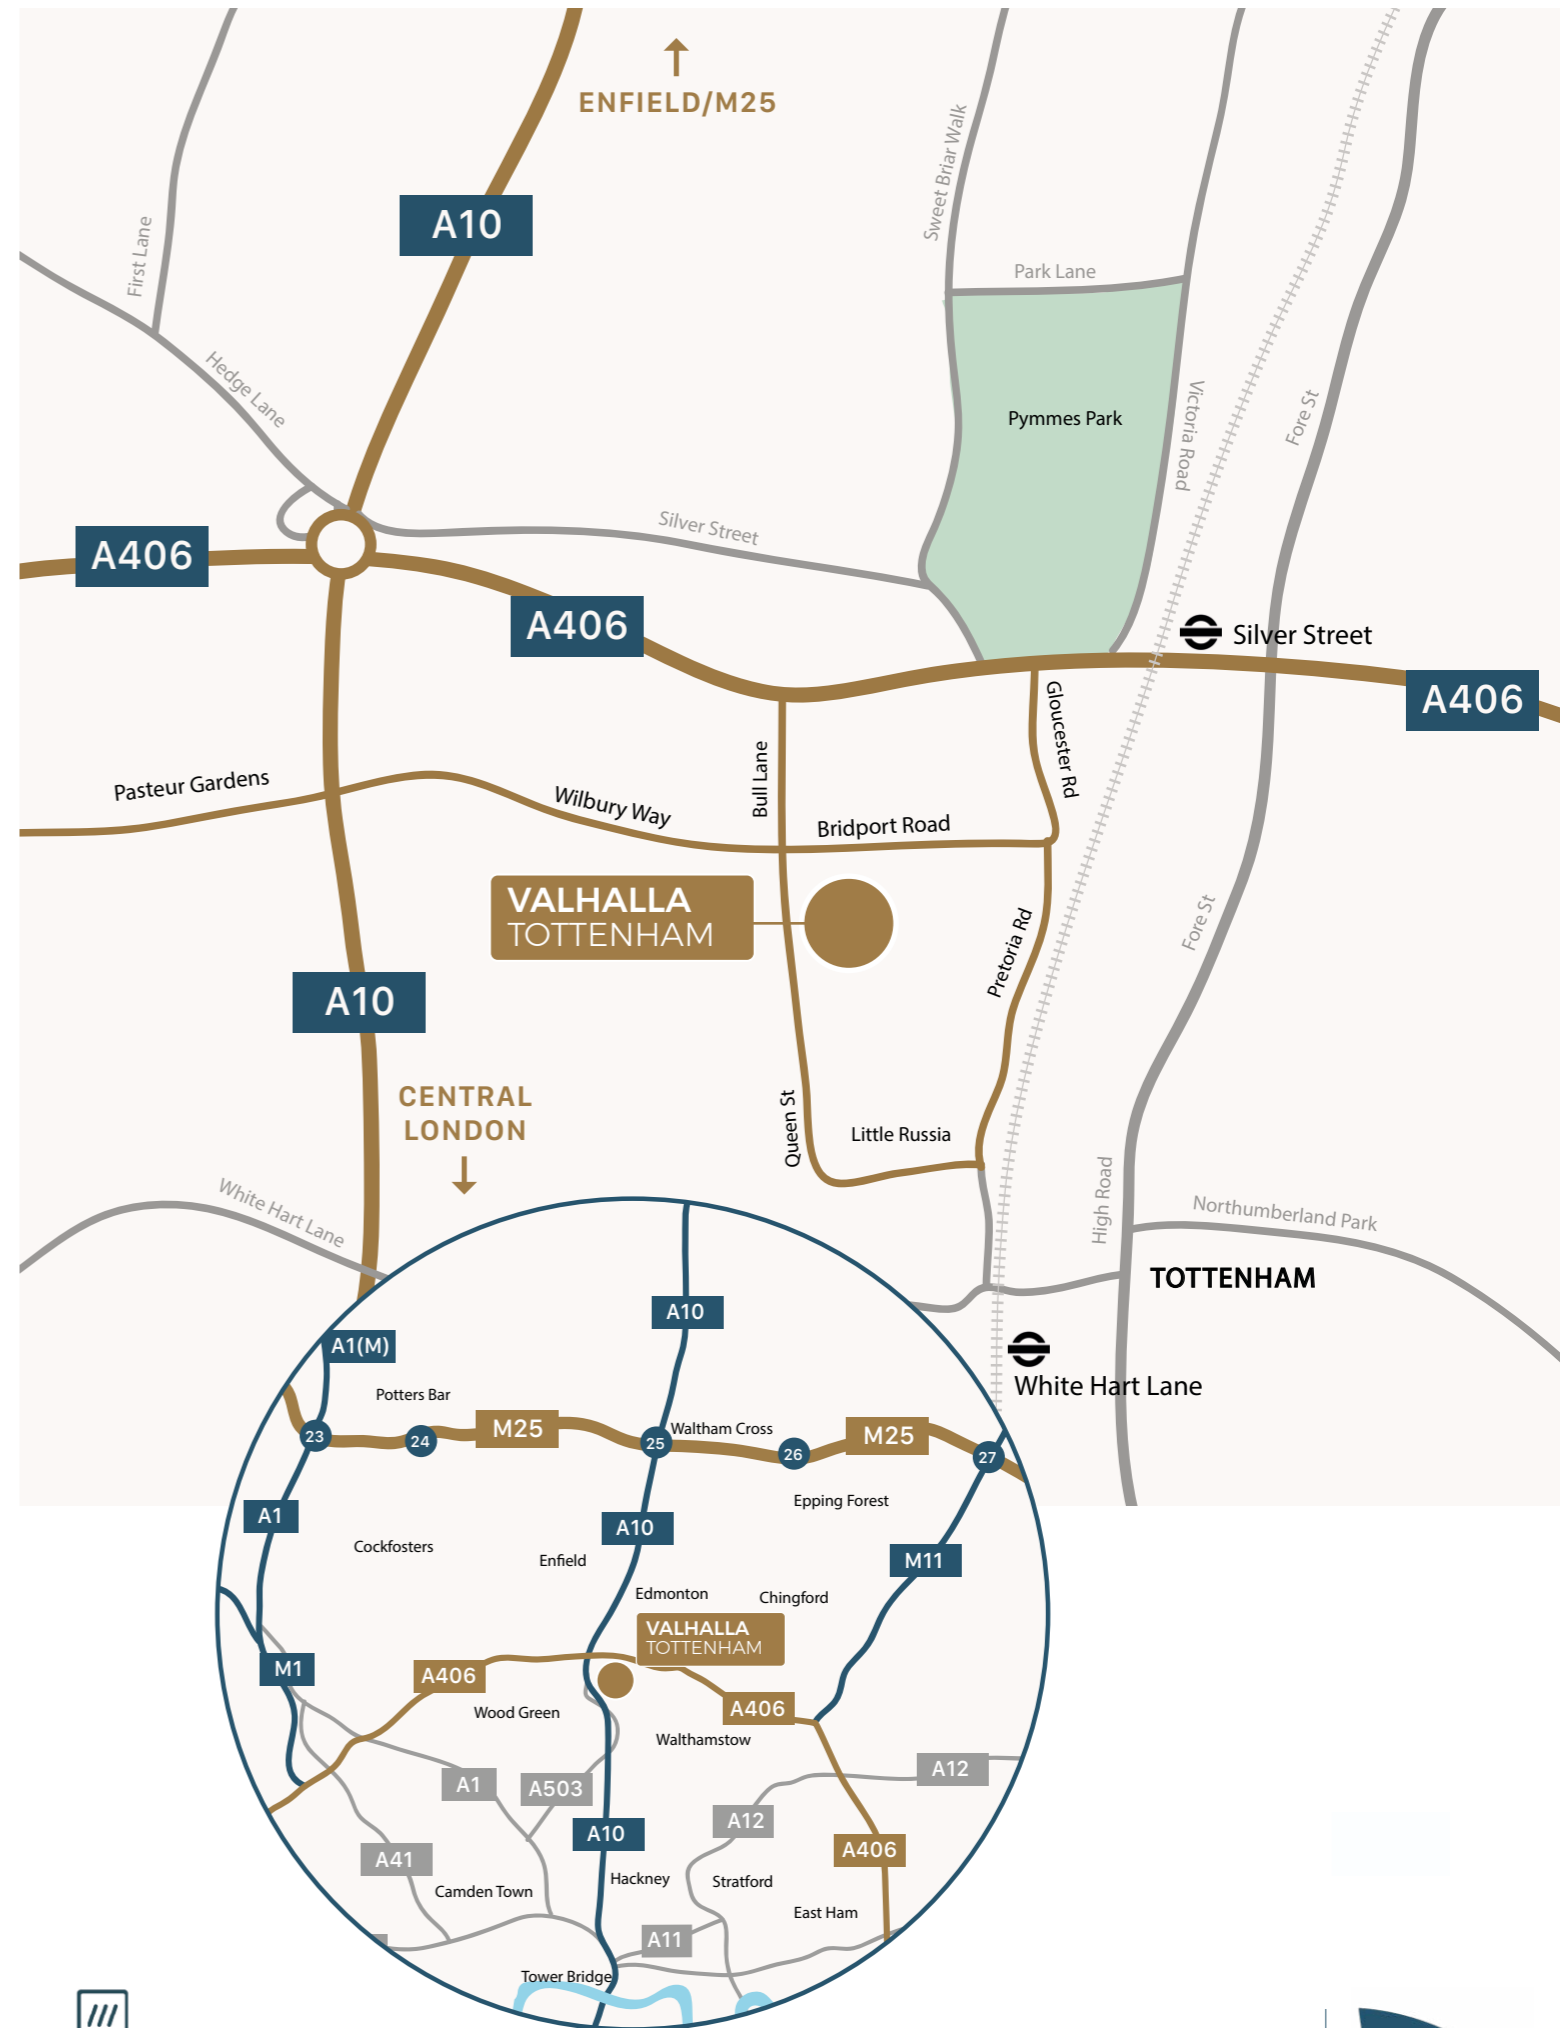 ENFIELD/M25
Sweet Briar Walk
A10
First Lane
Park Lane
Hedge Lane
Pymmes Park
Victoria Road
Fore St
Silver Street
A406
A406
Silver Street
A406
Gloucester Rd
Pasteur Gardens
Bull Lane
Wilbury Way
Bridport Road
VALHALLA
TOTTENHAM
Fore St
Pretoria Rd
A10
CENTRAL
LONDON
Queen St
Little Russia
High Road
White Hart Lane
Northumberland Park
TOTTENHAM
White Hart Lane
A10
A1(M)
Potters Bar
M25
Waltham Cross
M25
23
24
25
26
27
Epping Forest
A1
A10
Cockfosters
Enfield
M11
Edmonton
Chingford
VALHALLA
TOTTENHAM
M1
A406
Wood Green
A406
Walthamstow
A12
A1
A503
A12
A10
A406
A41
Hackney
Stratford
Camden Town
East Ham
A11
Tower Bridge